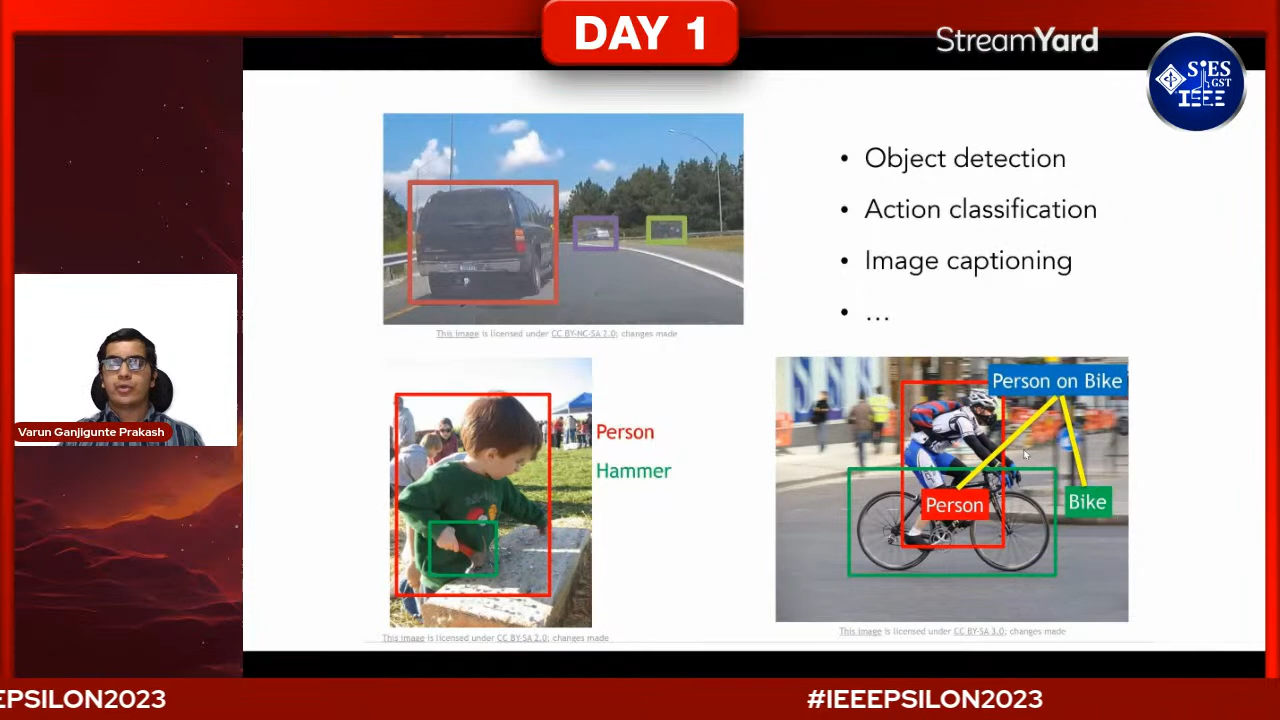 DAY 1
StreamYard
SiES
GST
IEEE
• Object detection
• Action classification
• Image captioning
• ...
This image is licensed under CC BY-NC-SA 2.0; changes made
Person
Hammer
Person on Bike
Person
Bike
This image is licensed under CC BY-SA 2.0; changes made
This image is licensed under CC BY-SA 3.0; changes made
Varun Ganjigunte Prakash
EPSILON2023
#IEEEPSILON2023